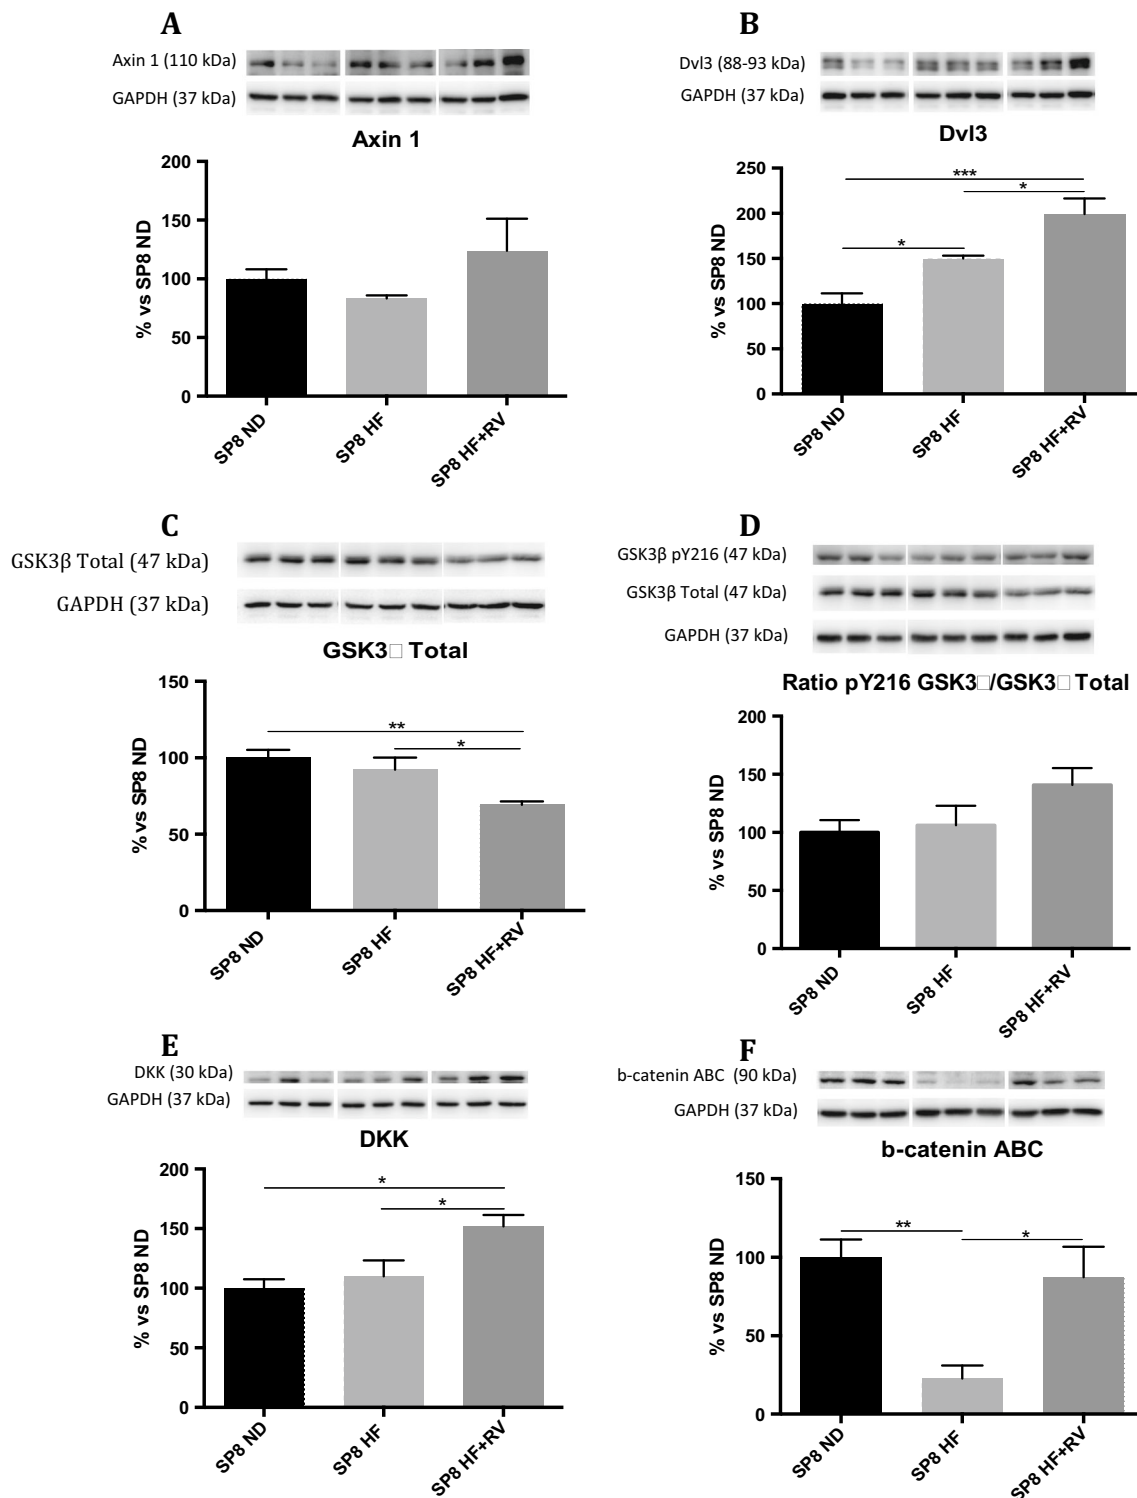 A
Axin 1 (110 kDa)
GAPDH (37 kDa)
Axin 1
% vs SP8 ND
200
150
100
50
0
SP8 ND
SP8 HF
SP8 HF+RV
B
Dvl3 (88-93 kDa)
GAPDH (37 kDa)
Dvl3
% vs SP8 ND
250
200
150
100
50
0
***
*
*
SP8 ND
SP8 HF
SP8 HF+RV
C
GSK3β Total (47 kDa)
GAPDH (37 kDa)
GSK3□ Total
% vs SP8 ND
150
100
50
0
**
*
SP8 ND
SP8 HF
SP8 HF+RV
D
GSK3β pY216 (47 kDa)
GSK3β Total (47 kDa)
GAPDH (37 kDa)
Ratio pY216 GSK3□/GSK3□ Total
% vs SP8 ND
200
150
100
50
0
SP8 ND
SP8 HF
SP8 HF+RV
E
DKK (30 kDa)
GAPDH (37 kDa)
DKK
% vs SP8 ND
200
150
100
50
0
*
*
SP8 ND
SP8 HF
SP8 HF+RV
F
b-catenin ABC (90 kDa)
GAPDH (37 kDa)
b-catenin ABC
% vs SP8 ND
150
100
50
0
**
*
SP8 ND
SP8 HF
SP8 HF+RV